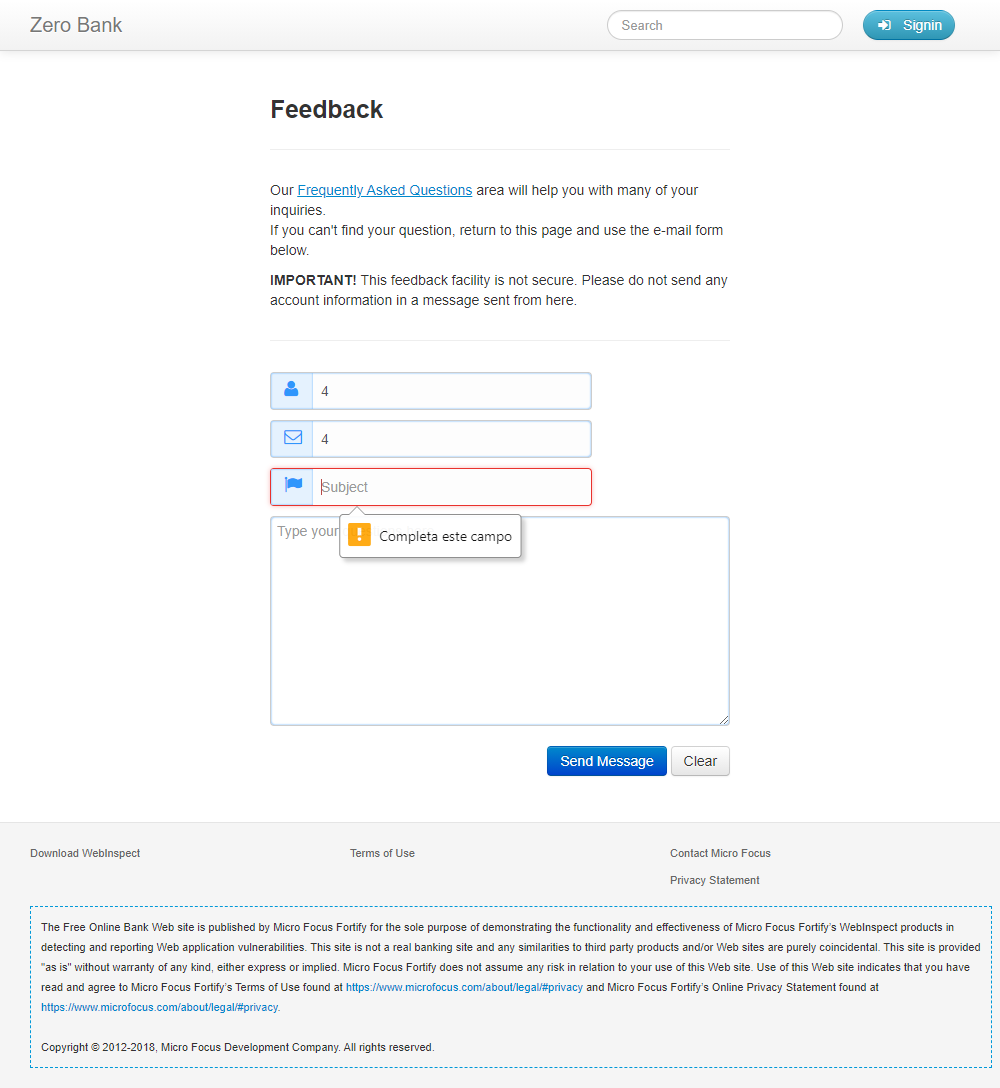 Zero Bank
Search
Signin
Feedback
Our Frequently Asked Questions area will help you with many of your
inquiries.
If you can't find your question, return to this page and use the e-mail form
below.
IMPORTANT! This feedback facility is not secure. Please do not send any
account information in a message sent from here.
4
4
Subject
Type your
Completa este campo
Send Message
Clear
Download WebInspect
Terms of Use
Contact Micro Focus
Privacy Statement
The Free Online Bank Web site is published by Micro Focus Fortify for the sole purpose of demonstrating the functionality and effectiveness of Micro Focus Fortify's WebInspect products in
detecting and reporting Web application vulnerabilities. This site is not a real banking site and any similarities to third party products and/or Web sites are purely coincidental. This site is provided
"as is" without warranty of any kind, either express or implied. Micro Focus Fortify does not assume any risk in relation to your use of this Web site. Use of this Web site indicates that you have
read and agree to Micro Focus Fortify's Terms of Use found at https://www.microfocus.com/about/legal/#privacy and Micro Focus Fortify's Online Privacy Statement found at
https://www.microfocus.com/about/legal/#privacy.
Copyright © 2012-2018, Micro Focus Development Company. All rights reserved.